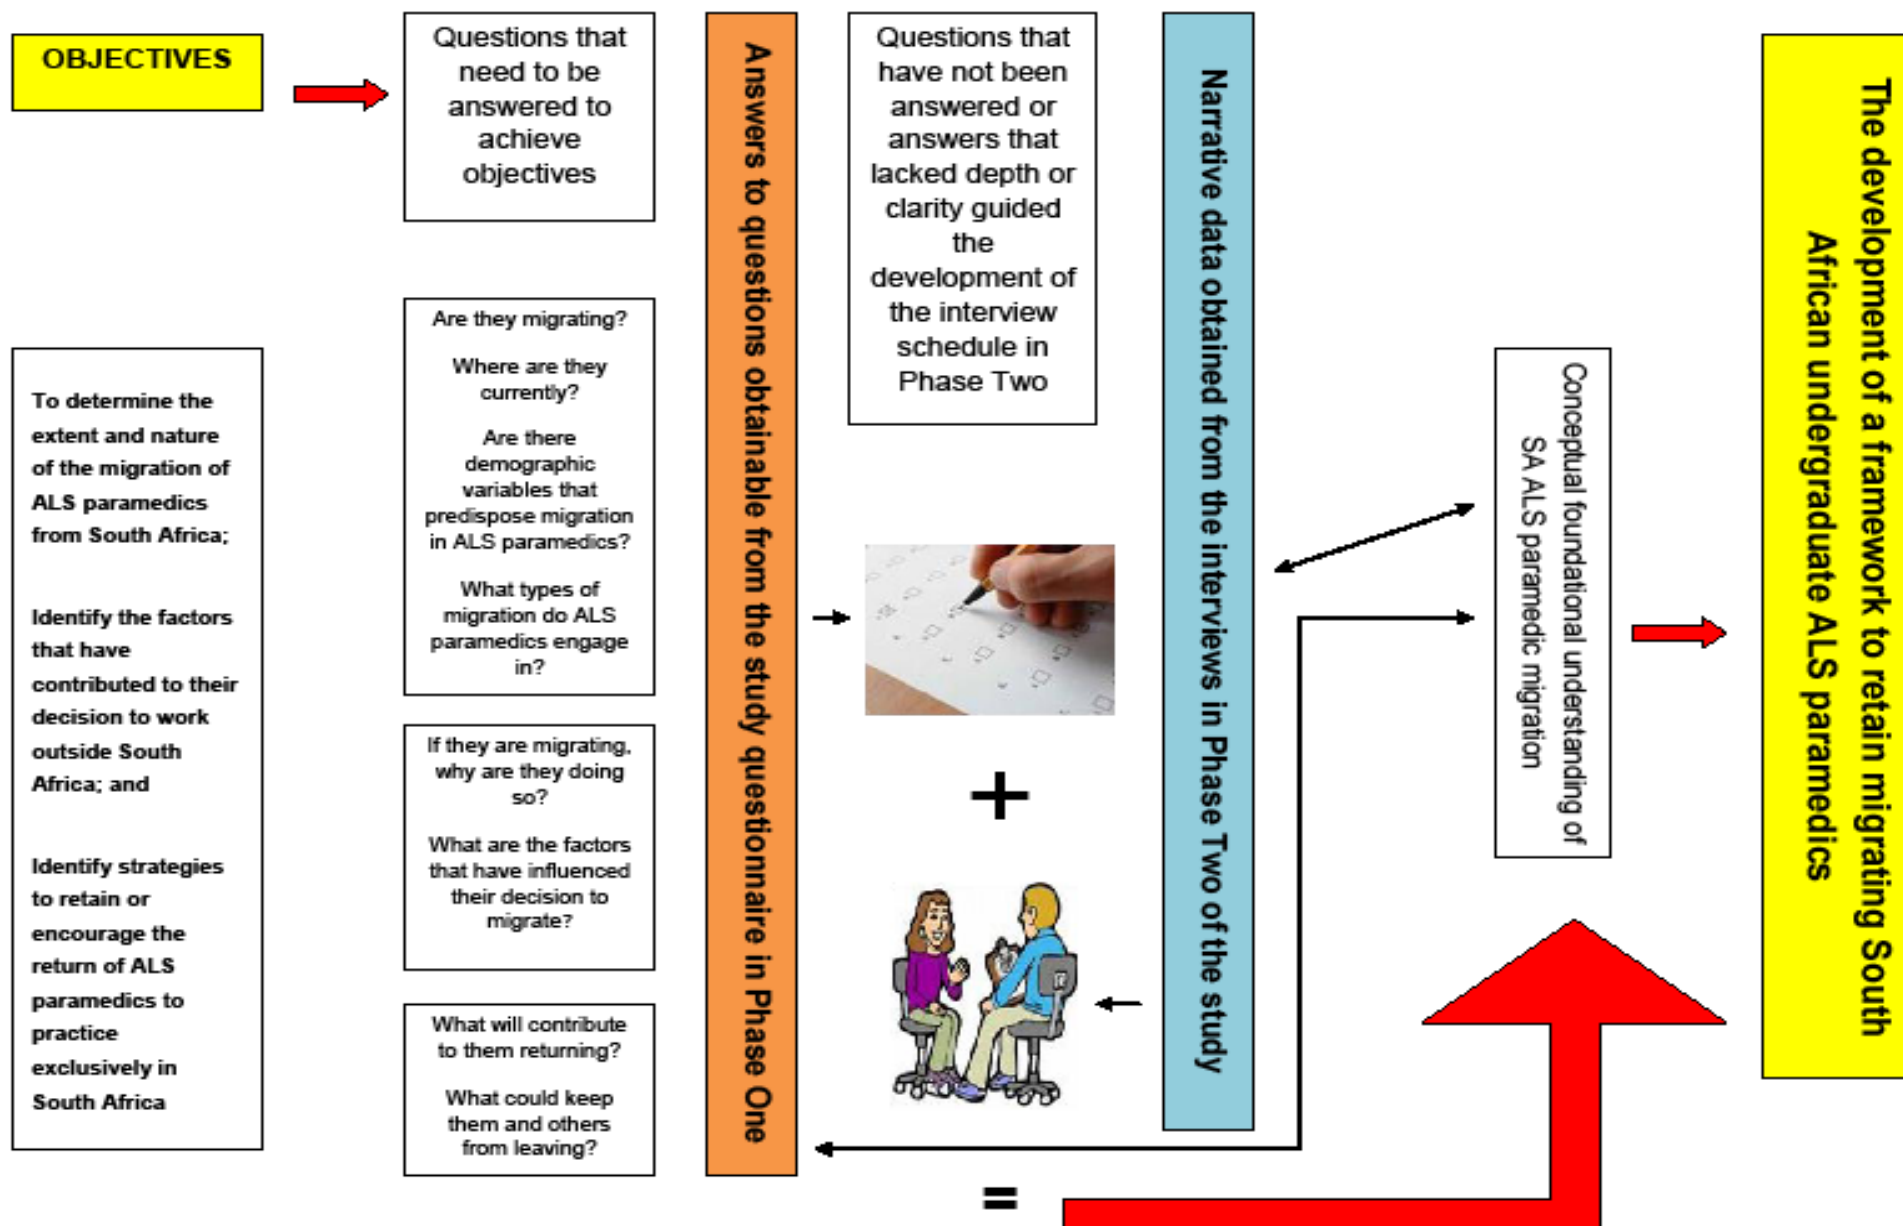 OBJECTIVES
To determine the
extent and nature
of the migration of
ALS paramedics
from South Africa;
Identify the factors
that have
contributed to their
decision to work
outside South
Africa; and
Identify strategies
to retain or
encourage the
return of ALS
paramedics to
practice
exclusively in
South Africa
Questions that
need to be
answered to
achieve
objectives
Are they migrating?
Where are they
currently?
Are there
demographic
variables that
predispose migration
in ALS paramedics?
What types of
migration do ALS
paramedics engage
in?
If they are migrating,
why are they doing
so?
What are the factors
that have influenced
their decision to
migrate?
What will contribute
to them returning?
What could keep
them and others
from leaving?
Answers to questions obtainable from the study questionnaire in Phase One
Questions that
have not been
answered or
answers that
lacked depth or
clarity guided
the
development of
the interview
schedule in
Phase Two
+
=
Narrative data obtained from the interviews in Phase Two of the study
Conceptual foundational understanding of
SA ALS paramedic migration
The development of a framework to retain migrating South
African undergraduate ALS paramedics